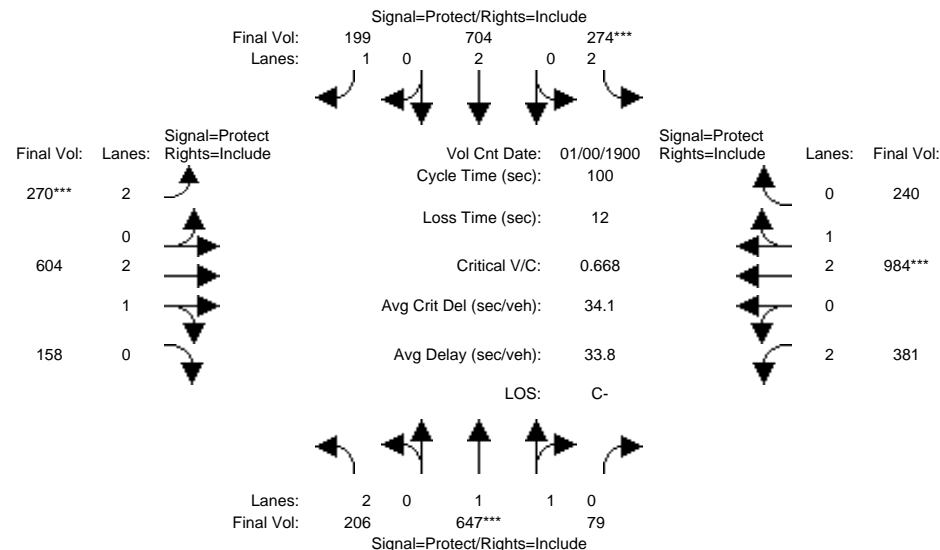 Signal=Protect/Rights=Include
Final Vol: 199 704 274***
Lanes: 1 0 2 0 2
Signal=Protect Signal=Protect
Final Vol: Lanes: Rights=Include Vol Cnt Date: 01/00/1900 Rights=Include Lanes: Final Vol:
Cycle Time (sec): 100
270*** 2 0 240
Loss Time (sec): 12
0 1
604 2 Critical V/C: 0.668 2 984***
1 Avg Crit Del (sec/veh): 34.1 0
158 0 Avg Delay (sec/veh): 33.8 2 381
LOS: C-
Lanes: 2 0 1 1 0
Final Vol: 206 647*** 79
Signal=Protect/Rights=Include